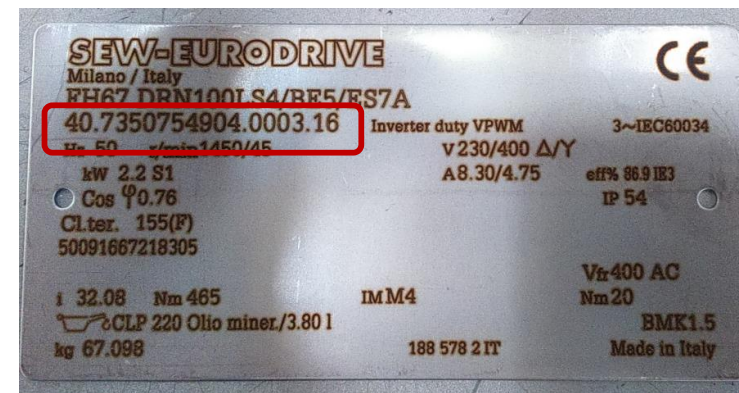 SEW-EURODRIVE
Milano / Italy CE
FH67 DRN100LS4/BE5/ES7A
40.7350754904.0003.16 Inverter duty VPWM 3~IEC60034
Hz 50 r/min 1450/45 V 230/400 Δ/Y
kW 2.2 S1 A 8.30/4.75 eff% 86.9 IE3
Cos φ 0.76 IP 54
Cl.ter. 155(F)
50091667218305
Vfr 400 AC
i 32.08 Nm 465 IM M4 Nm 20
CLP 220 Olio miner./3.80 l BMK1.5
kg 67.098 188 578 2 IT Made in Italy